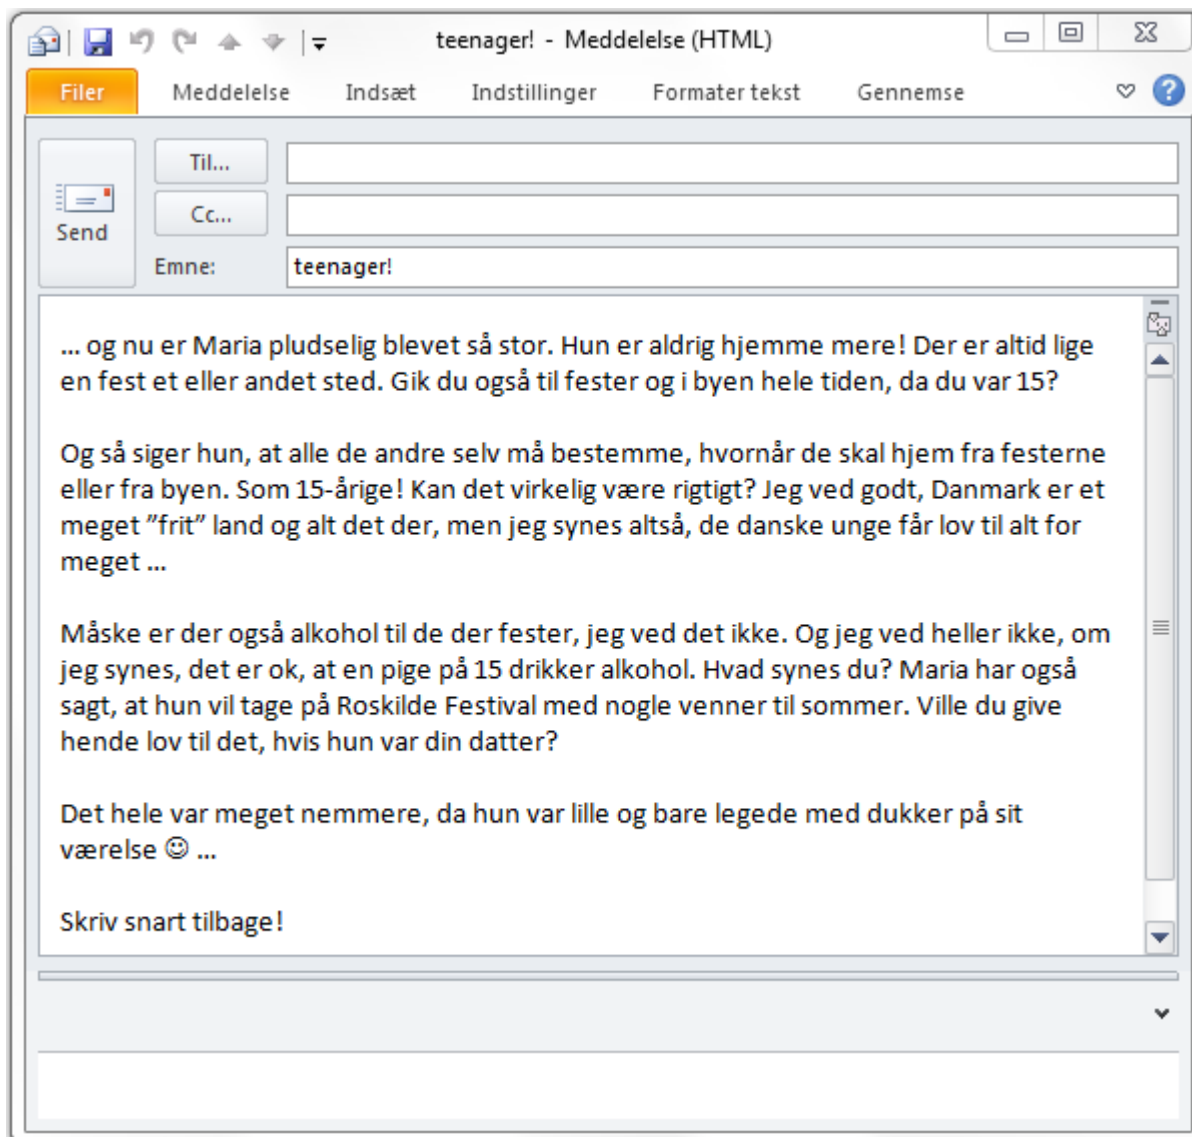 teenager! - Meddelelse (HTML)
Filer Meddelelse Indsæt Indstillinger Formater tekst Gennemse
Til...
Cc...
Send
Emne: teenager!
... og nu er Maria pludselig blevet så stor. Hun er aldrig hjemme mere! Der er altid lige
en fest et eller andet sted. Gik du også til fester og i byen hele tiden, da du var 15?
Og så siger hun, at alle de andre selv må bestemme, hvornår de skal hjem fra festerne
eller fra byen. Som 15-årige! Kan det virkelig være rigtigt? Jeg ved godt, Danmark er et
meget ”frit” land og alt det der, men jeg synes altså, de danske unge får lov til alt for
meget ...
Måske er der også alkohol til de der fester, jeg ved det ikke. Og jeg ved heller ikke, om
jeg synes, det er ok, at en pige på 15 drikker alkohol. Hvad synes du? Maria har også
sagt, at hun vil tage på Roskilde Festival med nogle venner til sommer. Ville du give
hende lov til det, hvis hun var din datter?
Det hele var meget nemmere, da hun var lille og bare legede med dukker på sit
værelse ☺ ...
Skriv snart tilbage!